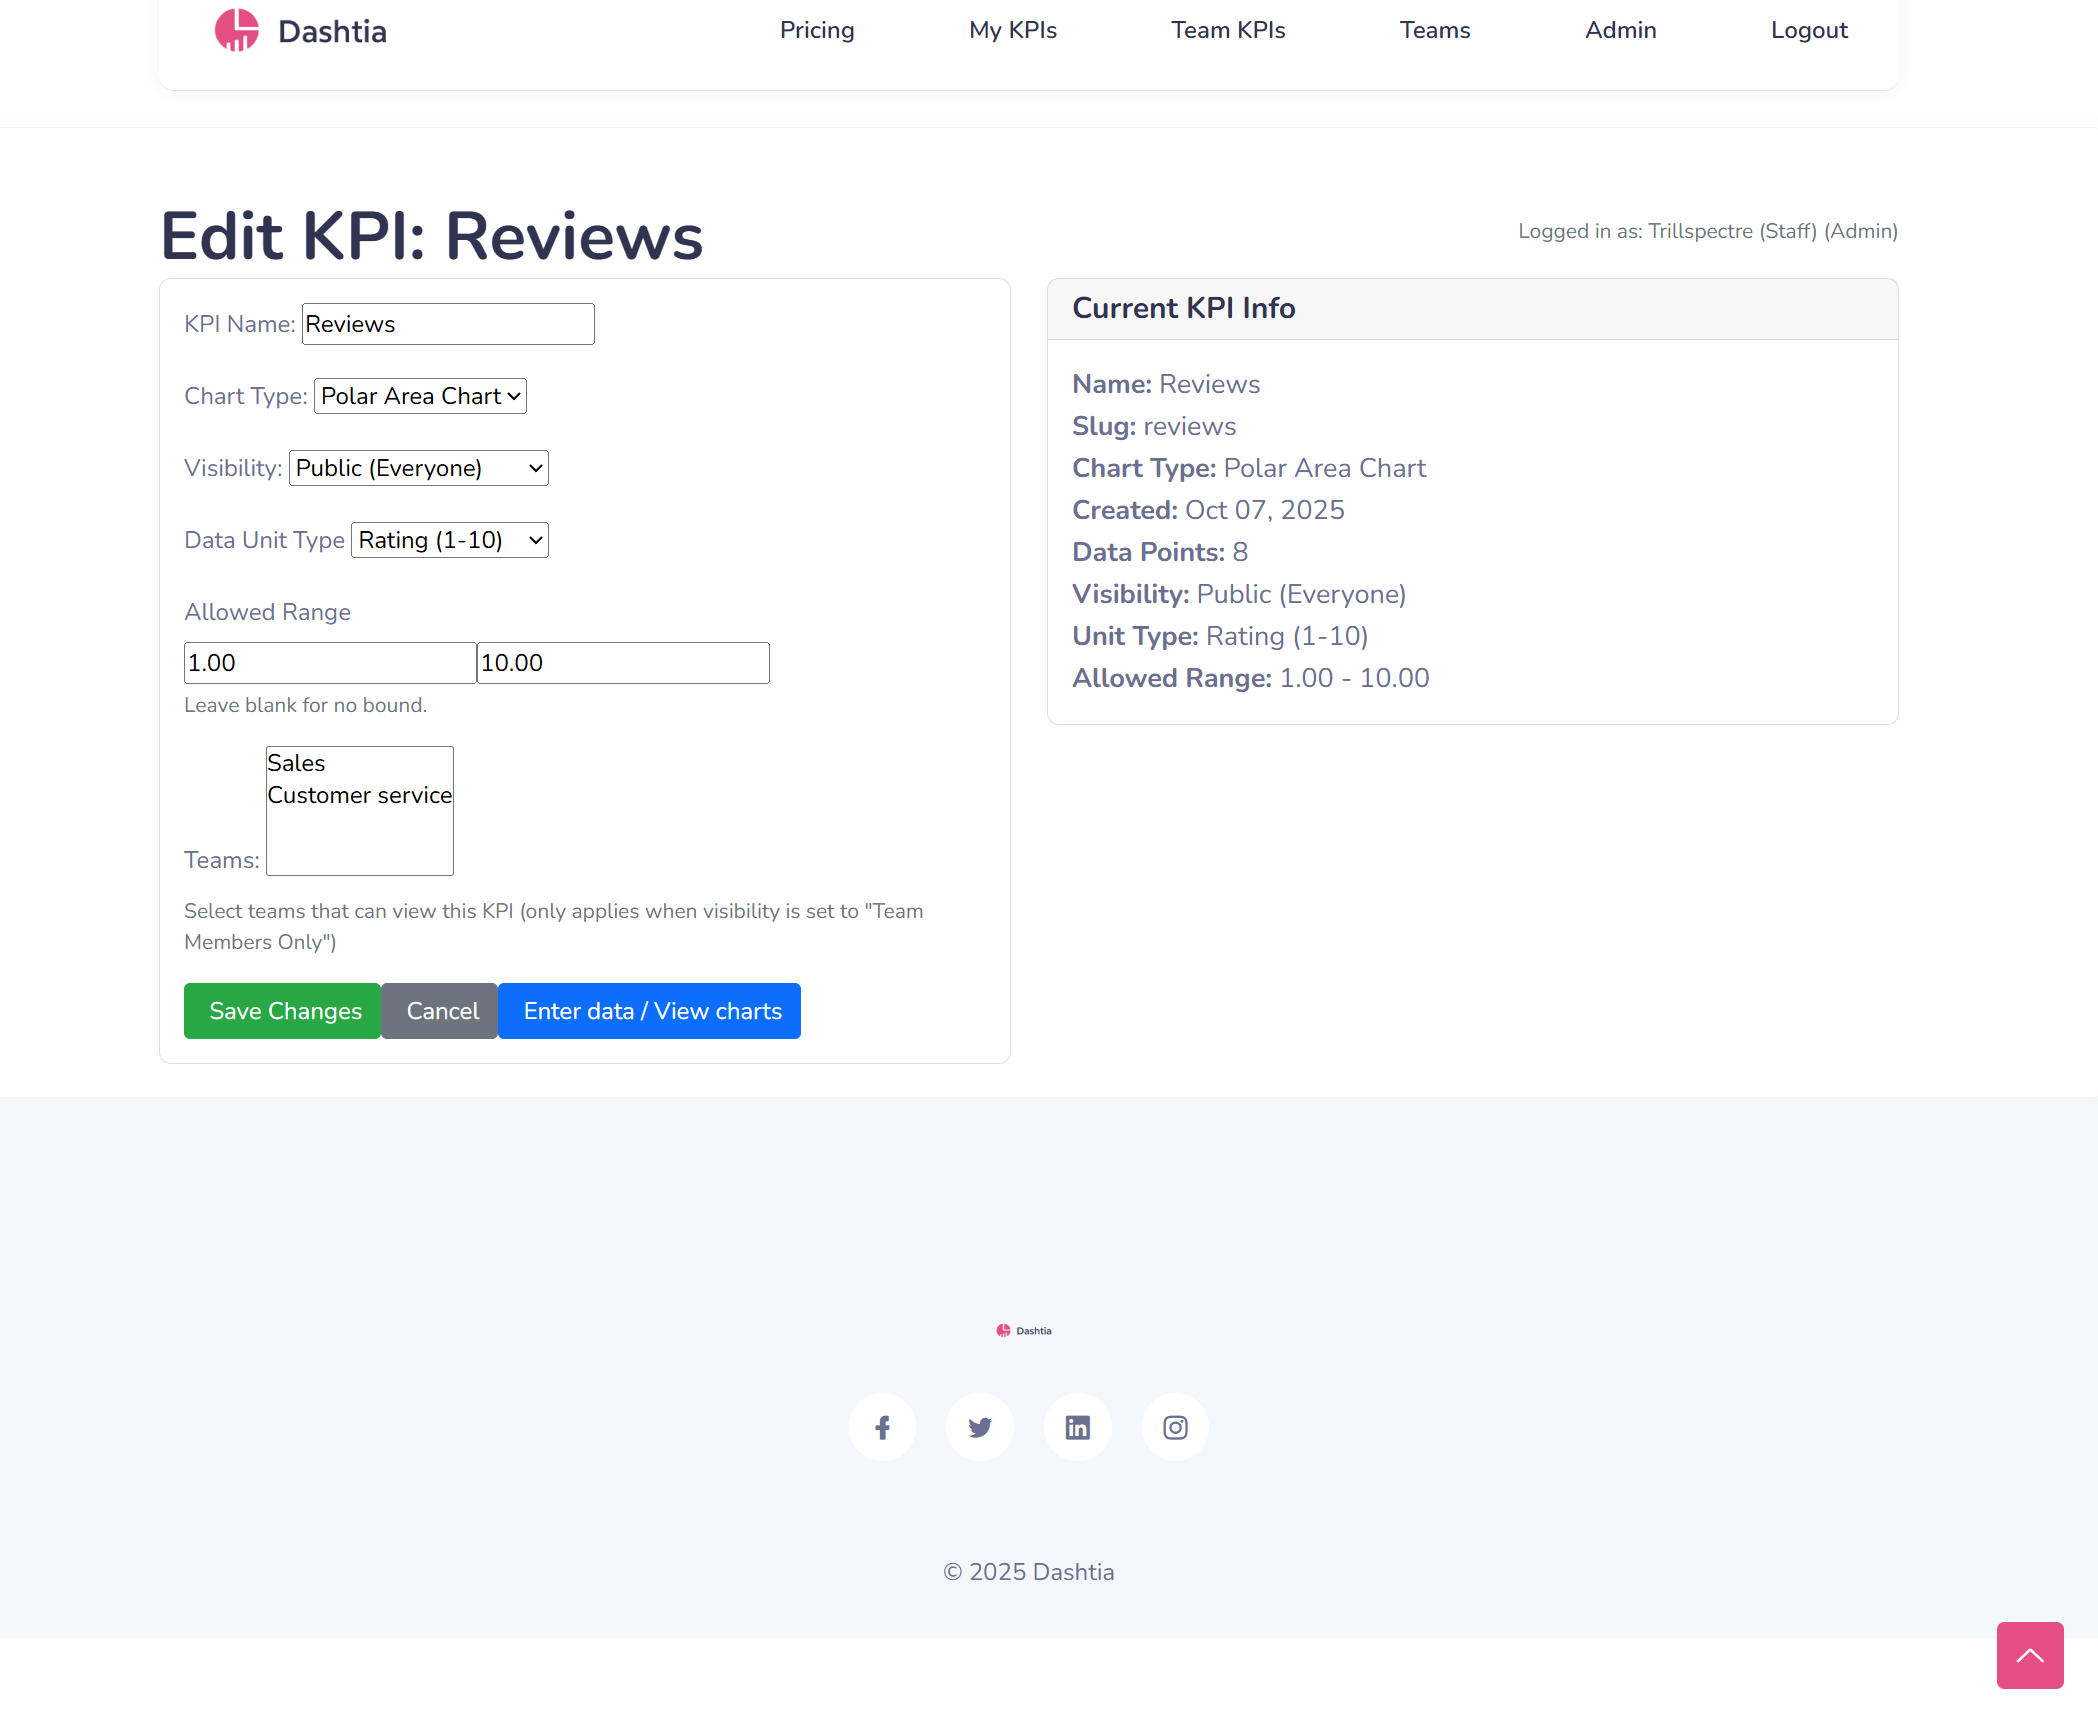 Dashtia
Pricing
My KPIs
Team KPIs
Teams
Admin
Logout
Edit KPI: Reviews
Logged in as: Trillspectre (Staff) (Admin)
KPI Name: Reviews
Chart Type: Polar Area Chart
Visibility: Public (Everyone)
Data Unit Type Rating (1-10)
Allowed Range
1.00 10.00
Leave blank for no bound.
Sales
Customer service
Teams:
Select teams that can view this KPI (only applies when visibility is set to "Team
Members Only")
Save Changes
Cancel
Enter data / View charts
Current KPI Info
Name: Reviews
Slug: reviews
Chart Type: Polar Area Chart
Created: Oct 07, 2025
Data Points: 8
Visibility: Public (Everyone)
Unit Type: Rating (1-10)
Allowed Range: 1.00 - 10.00
Dashtia
© 2025 Dashtia